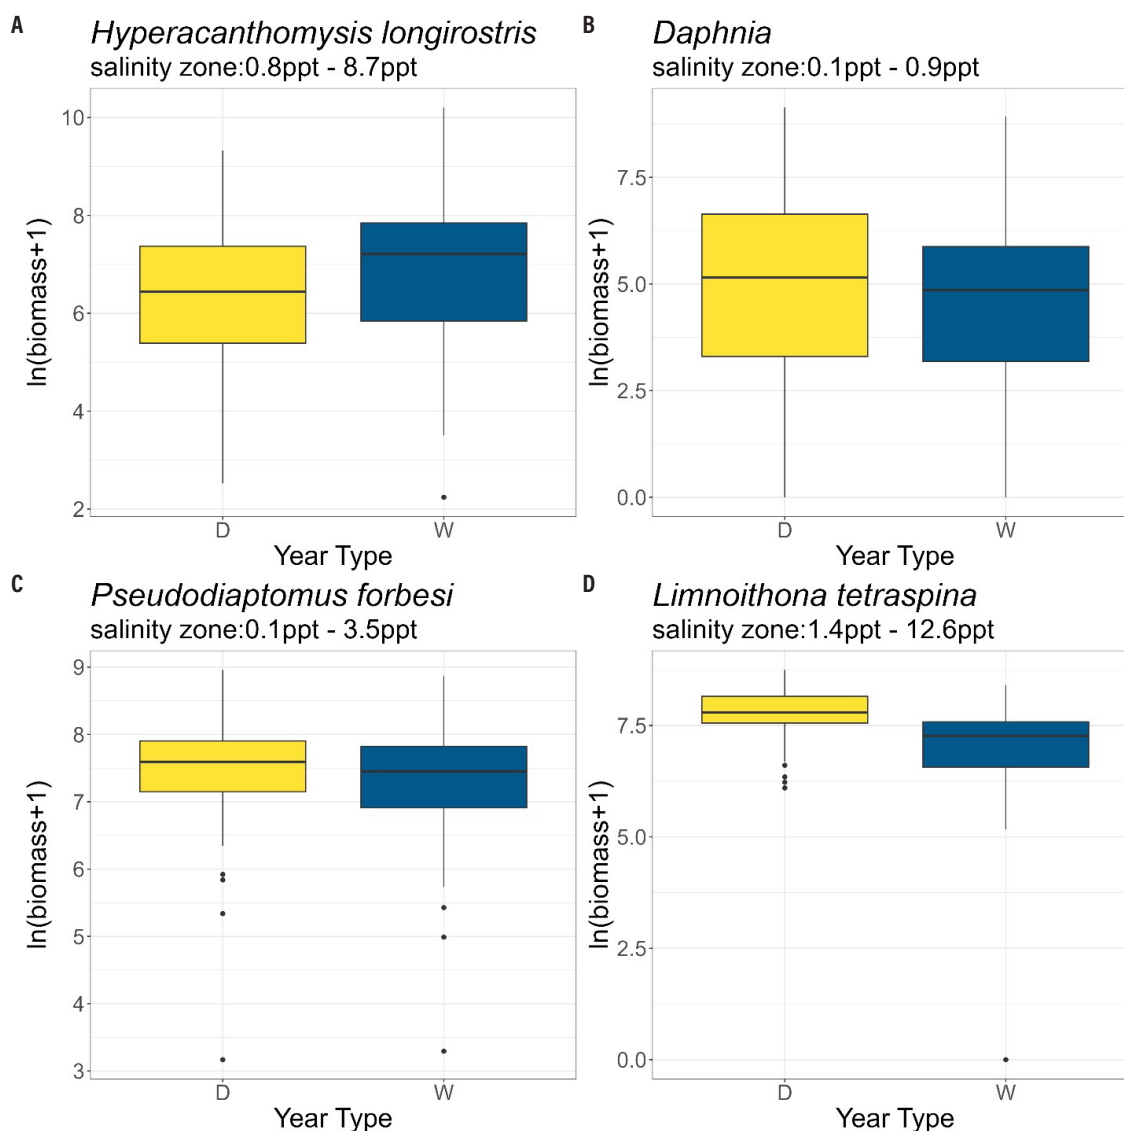 A
Hyperacanthomysis longirostris
salinity zone:0.8ppt - 8.7ppt
ln(biomass+1)
10
8
6
4
2
D
W
Year Type
B
Daphnia
salinity zone:0.1ppt - 0.9ppt
ln(biomass+1)
7.5
5.0
2.5
0.0
D
W
Year Type
C
Pseudodiaptomus forbesi
salinity zone:0.1ppt - 3.5ppt
ln(biomass+1)
9
8
7
6
5
4
3
D
W
Year Type
D
Limnoithona tetraspina
salinity zone:1.4ppt - 12.6ppt
ln(biomass+1)
7.5
5.0
2.5
0.0
D
W
Year Type